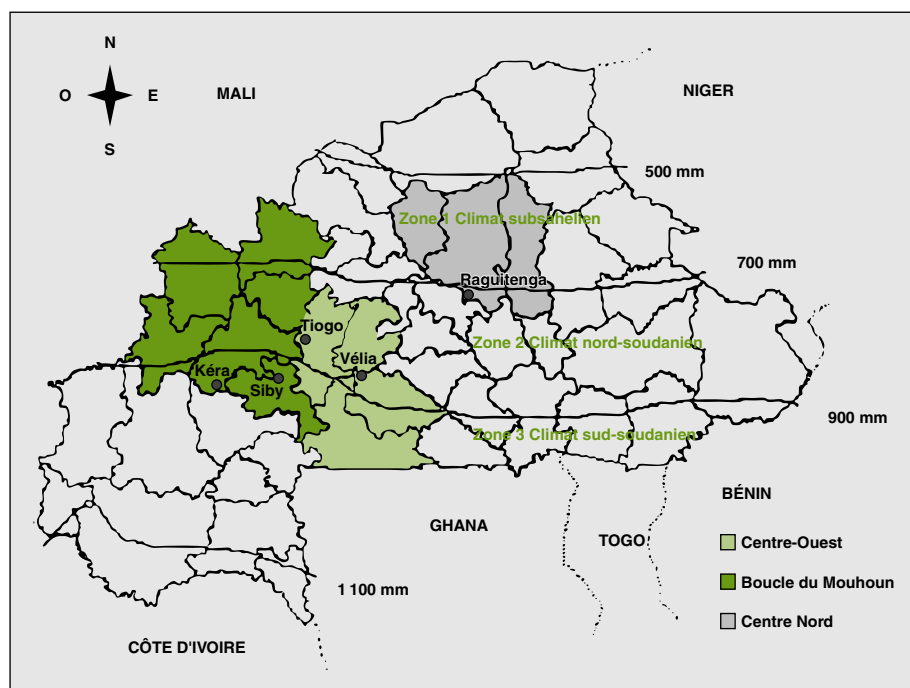 N
O
E
S
MALI
NIGER
500 mm
Zone 1 Climat subsahélien
700 mm
Raguitenga
Tiogo
Zone 2 Climat nord-soudanien
Vélia
Kéra
Siby
900 mm
Zone 3 Climat sud-soudanien
BÉNIN
GHANA
TOGO
Centre-Ouest
Boucle du Mouhoun
1 100 mm
Centre Nord
CÔTE D'IVOIRE